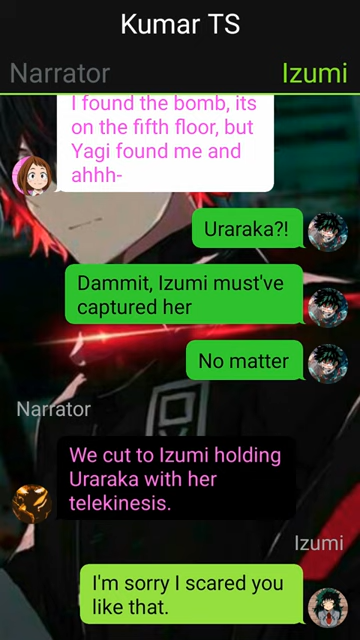 Kumar TS
Narrator
Izumi
I found the bomb, its
on the fifth floor, but
Yagi found me and
ahhh-
Uraraka?!
Dammit, Izumi must've
captured her
No matter
Narrator
We cut to Izumi holding
Uraraka with her
telekinesis.
Izumi
I'm sorry I scared you
like that.